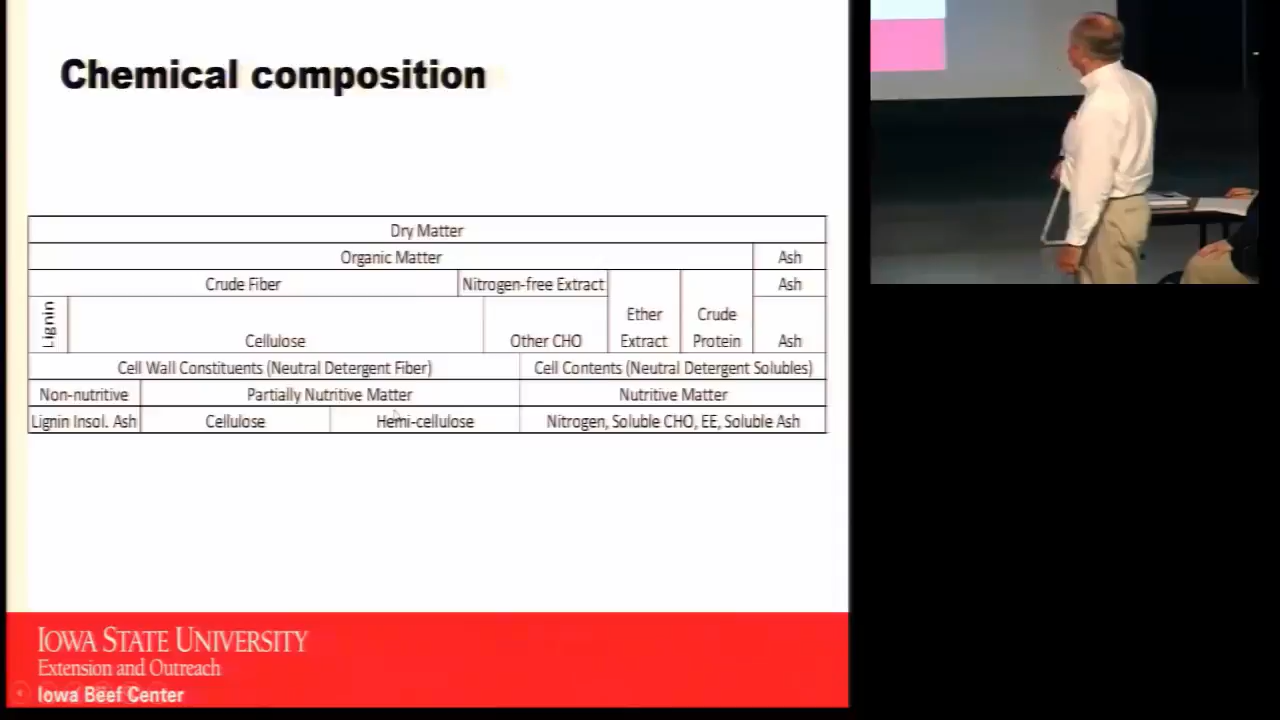 Chemical composition
Dry Matter
Organic Matter Ash
Crude Fiber Nitrogen-free Extract Ash
Lignin Cellulose Other CHO Ether Extract Crude Protein Ash
Cell Wall Constituents (Neutral Detergent Fiber) Cell Contents (Neutral Detergent Solubles)
Non-nutritive Partially Nutritive Matter Nutritive Matter
Lignin Insol. Ash Cellulose Hemi-cellulose Nitrogen, Soluble CHO, EE, Soluble Ash
IOWA STATE UNIVERSITY
Extension and Outreach
Iowa Beef Center